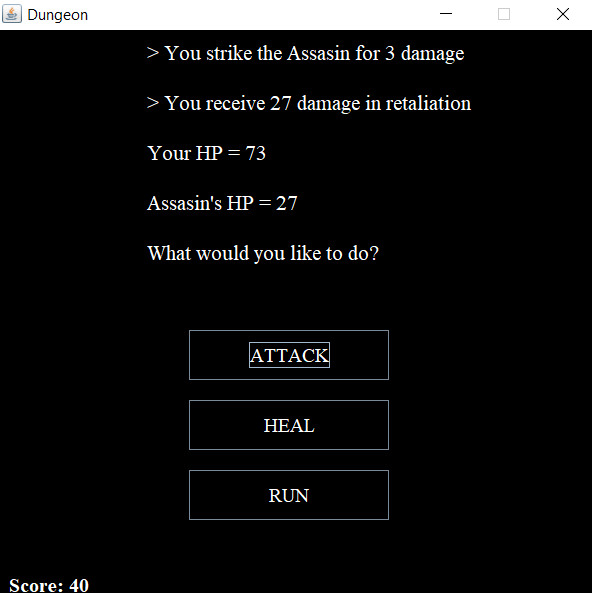 Dungeon
> You strike the Assasin for 3 damage
> You receive 27 damage in retaliation
Your HP = 73
Assasin's HP = 27
What would you like to do?
ATTACK
HEAL
RUN
Score: 40